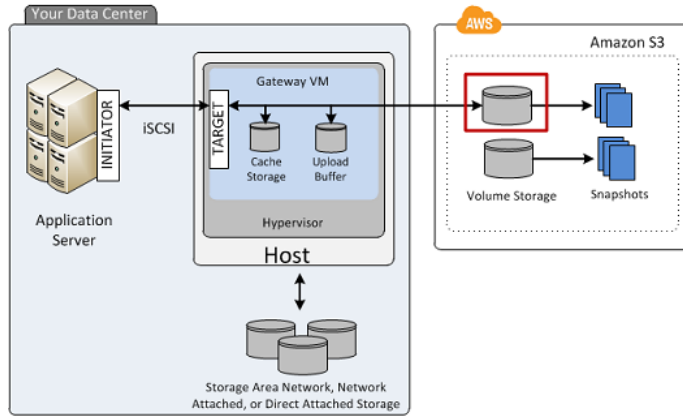 Your Data Center
AWS
Amazon S3
Gateway VM
INITIATOR
iSCSI
TARGET
Cache
Storage
Upload
Buffer
Volume Storage
Snapshots
Application
Server
Hypervisor
Host
Storage Area Network, Network
Attached, or Direct Attached Storage